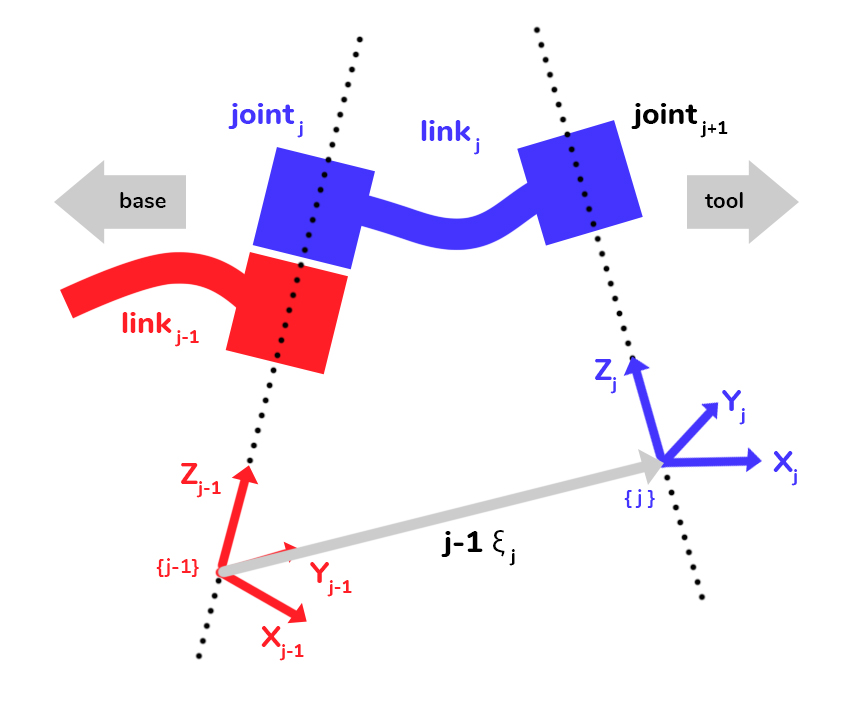 joint j
link j
joint j+1
base
tool
link j-1
Z j
Y j
X j
{j}
Z j-1
{j-1}
Y j-1
X j-1
j-1 ξ j